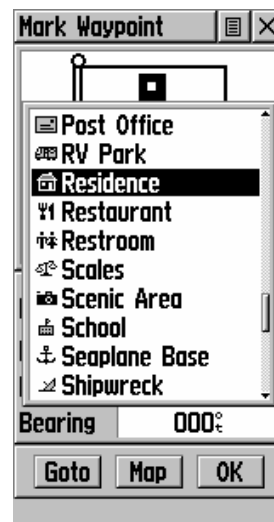 Mark Waypoint
Post Office
RV Park
Residence
Restaurant
Restroom
Scales
Scenic Area
School
Seaplane Base
Shipwreck
Bearing 000°
Goto Map OK